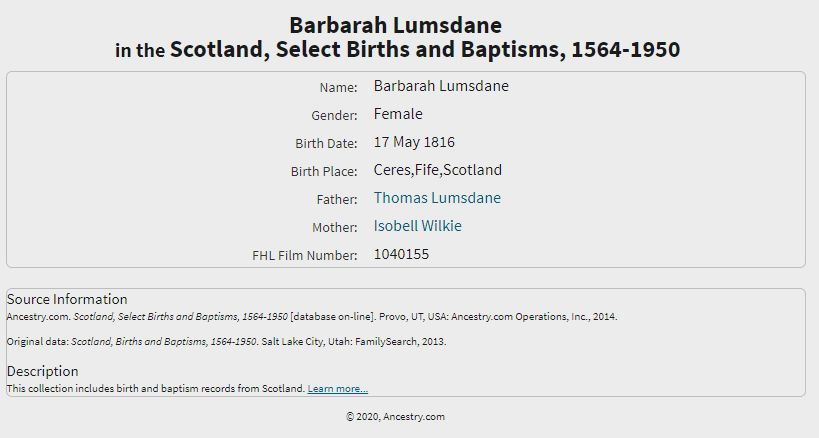 Barbarah Lumsdane
in the Scotland, Select Births and Baptisms, 1564-1950
Name: Barbarah Lumsdane
Gender: Female
Birth Date: 17 May 1816
Birth Place: Ceres,Fife,Scotland
Father: Thomas Lumsdane
Mother: Isobell Wilkie
FHL Film Number: 1040155
Source Information
Ancestry.com. Scotland, Select Births and Baptisms, 1564-1950 [database on-line]. Provo, UT, USA: Ancestry.com Operations, Inc., 2014.
Original data: Scotland, Births and Baptisms, 1564-1950. Salt Lake City, Utah: FamilySearch, 2013.
Description
This collection includes birth and baptism records from Scotland. Learn more...
© 2020, Ancestry.com